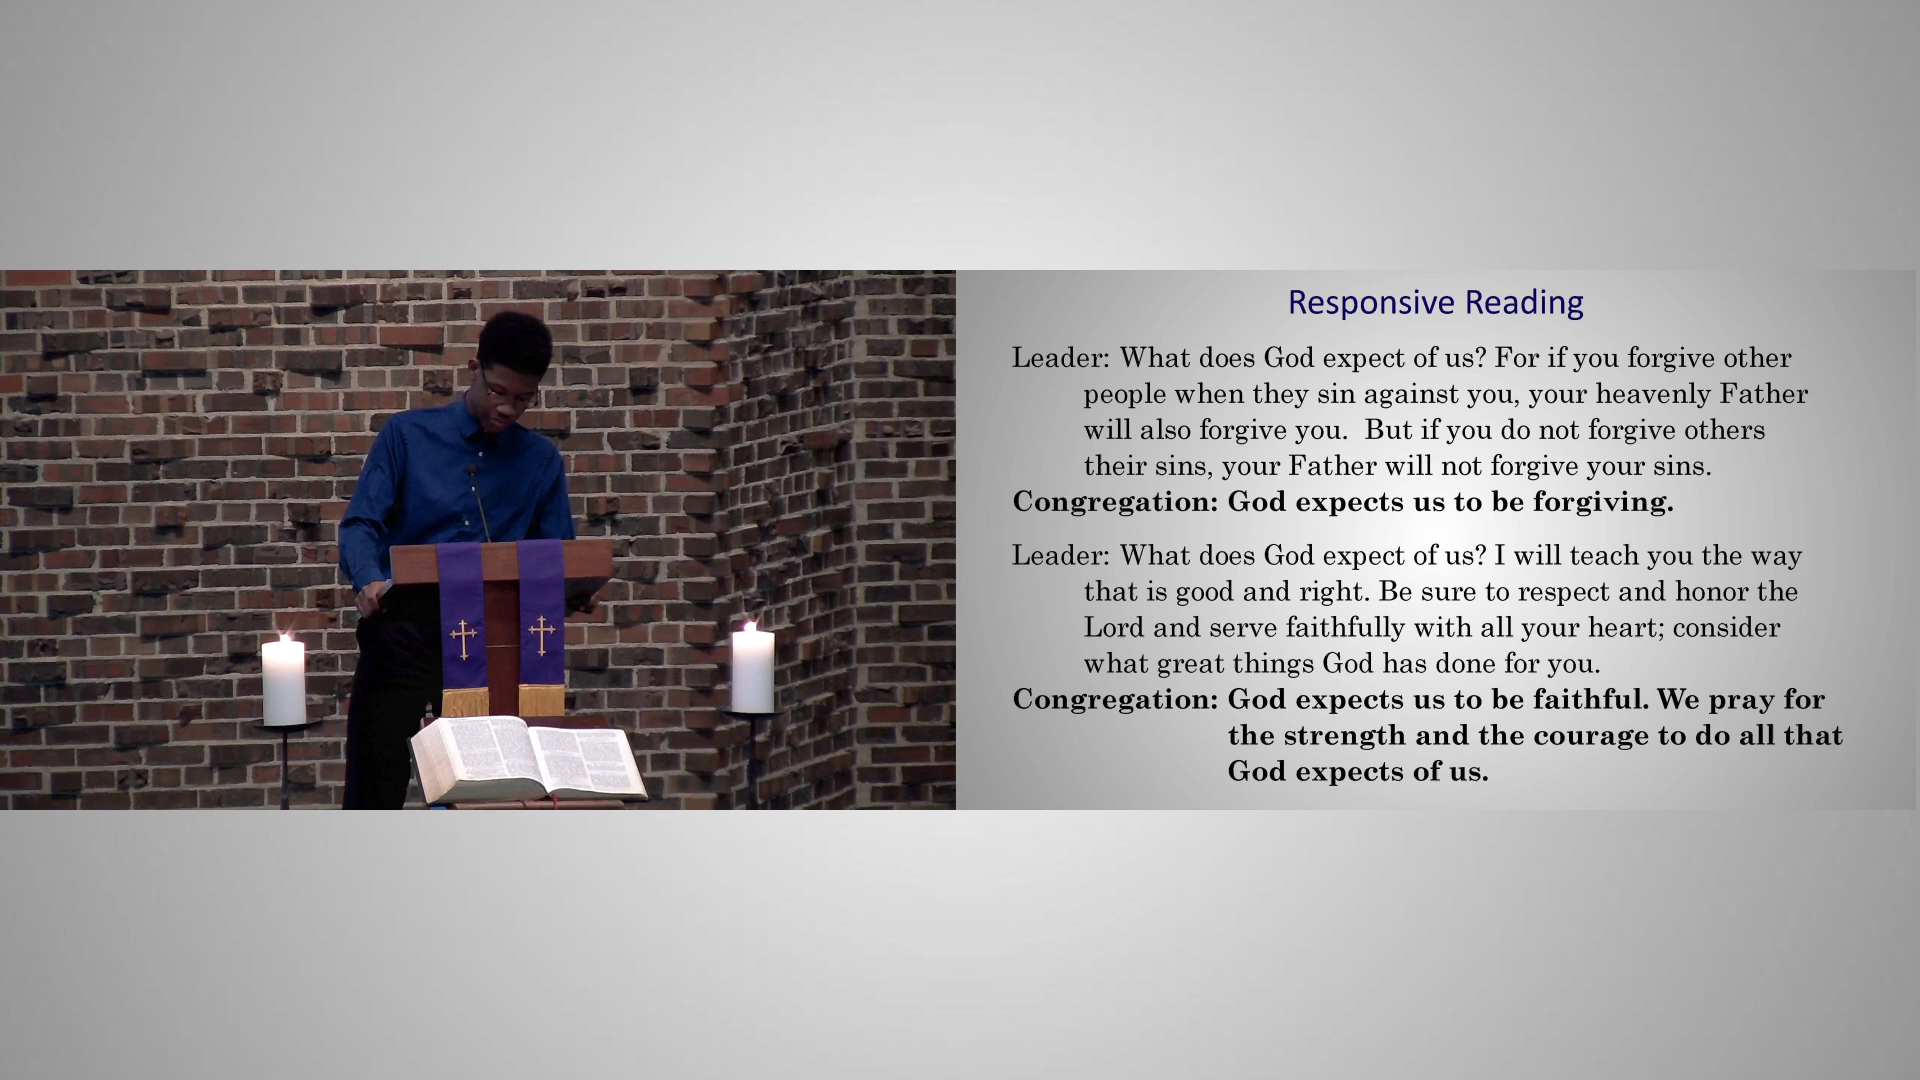 Responsive Reading
Leader: What does God expect of us? For if you forgive other
people when they sin against you, your heavenly Father
will also forgive you.  But if you do not forgive others
their sins, your Father will not forgive your sins.
Congregation: God expects us to be forgiving.
Leader: What does God expect of us? I will teach you the way
that is good and right. Be sure to respect and honor the
Lord and serve faithfully with all your heart; consider
what great things God has done for you.
Congregation: God expects us to be faithful. We pray for
the strength and the courage to do all that
God expects of us.